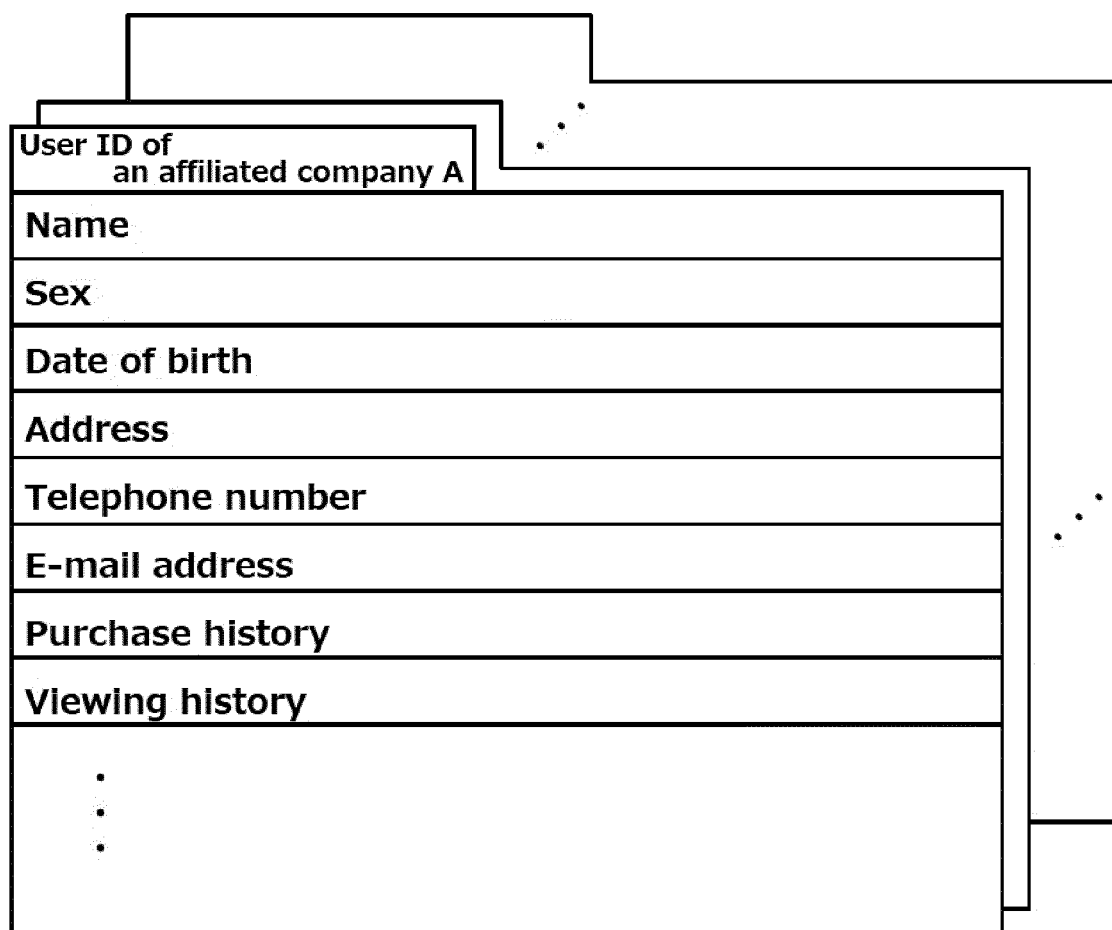 User ID of
an affiliated company A
Name
Sex
Date of birth
Address
Telephone number
E-mail address
Purchase history
Viewing history